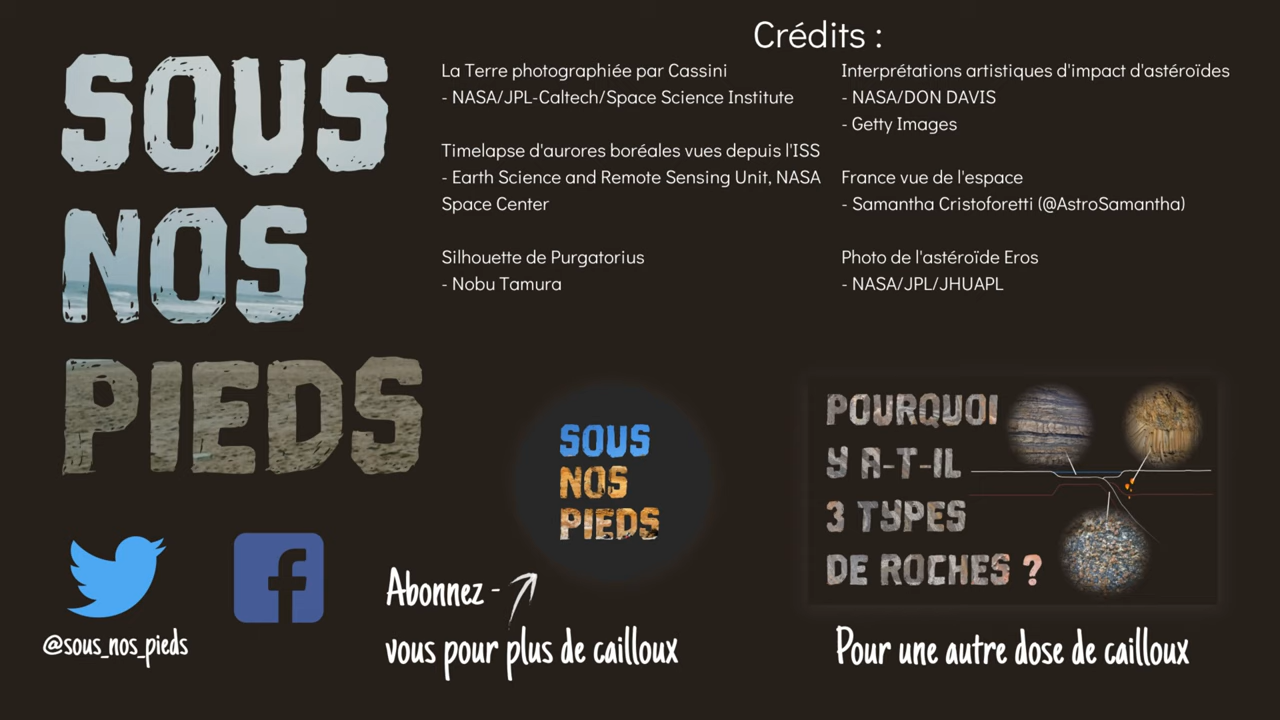 SOUS
NOS
PIEDS
Crédits :
La Terre photographiée par Cassini
- NASA/JPL-Caltech/Space Science Institute
Timelapse d'aurores boréales vues depuis l'ISS
- Earth Science and Remote Sensing Unit, NASA
Space Center
Silhouette de Purgatorius
- Nobu Tamura
Interprétations artistiques d'impact d'astéroïdes
- NASA/DON DAVIS
- Getty Images
France vue de l'espace
- Samantha Cristoforetti (@AstroSamantha)
Photo de l'astéroïde Eros
- NASA/JPL/JHUAPL
@sous_nos_pieds
SOUS
NOS
PIEDS
Abonnez -
vous pour plus de cailloux
POURQUOI
Y A-T-IL
3 TYPES
DE ROCHES ?
Pour une autre dose de cailloux